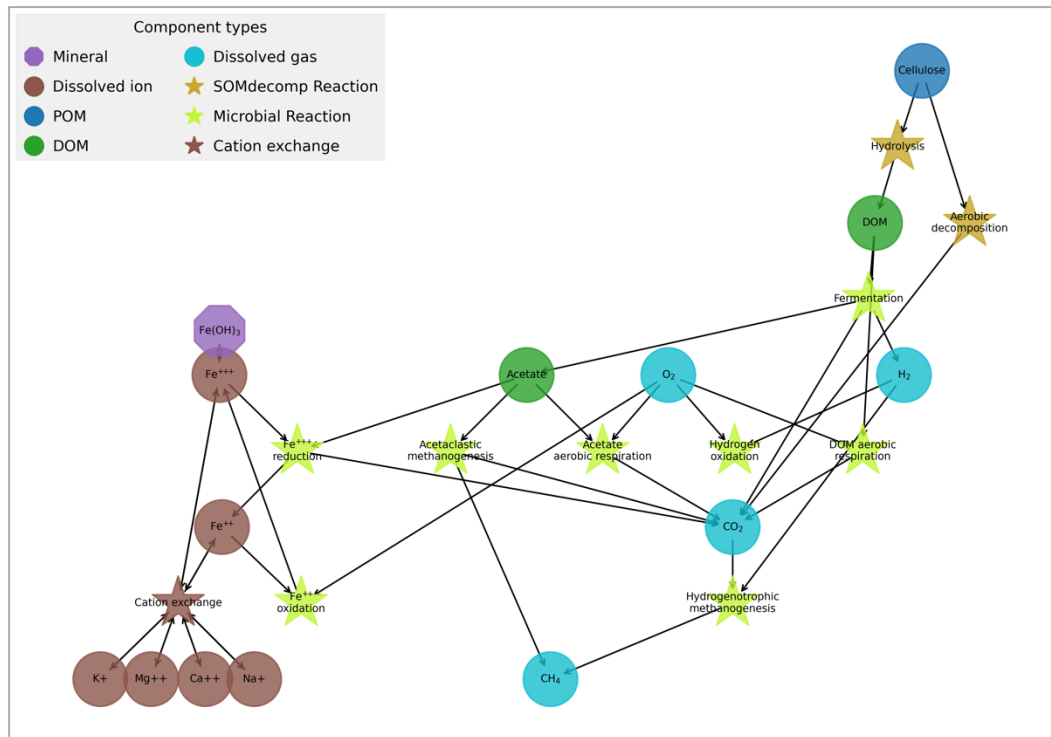 Component types
Mineral
Dissolved ion
POM
DOM
Dissolved gas
SOMdecomp Reaction
Microbial Reaction
Cation exchange
Cellulose
Hydrolysis
DOM
Aerobic
decomposition
Fermentation
Fe(OH)₃
Fe⁺⁺⁺
Acetate
O₂
H₂
Fe⁺⁺⁺
reduction
Acetaclastic
methanogenesis
Acetate
aerobic respiration
Hydrogen
oxidation
DOM aerobic
respiration
Fe⁺⁺
CO₂
Cation exchange
Fe⁺⁺
oxidation
Hydrogenotrophic
methanogenesis
K+
Mg++
Ca++
Na+
CH₄